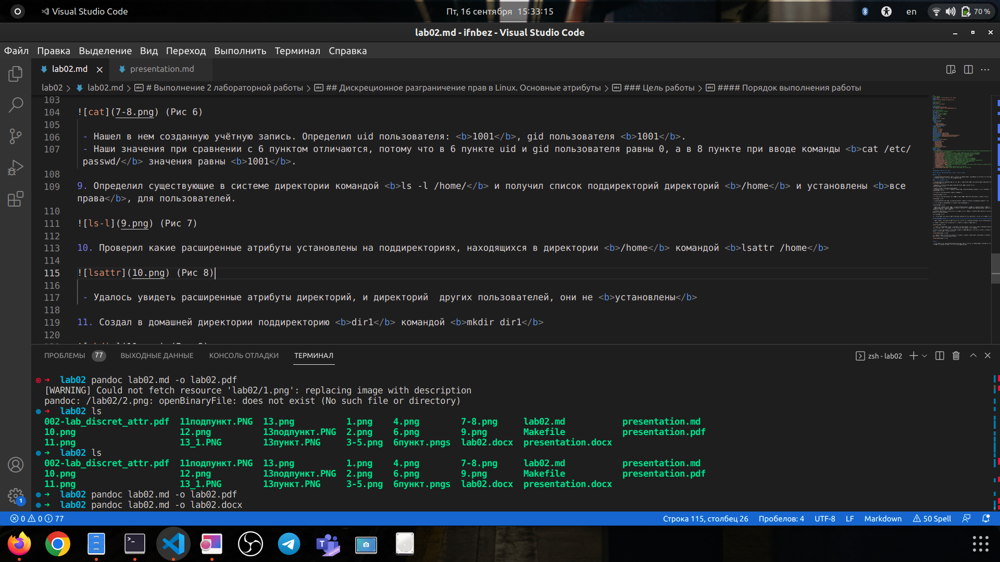 Visual Studio Code
Пт, 16 сентября 15:33:15
en
70 %
lab02.md - ifnbez - Visual Studio Code
Файл Правка Выделение Вид Переход Выполнить Терминал Справка
lab02.md
presentation.md
lab02 > lab02.md > # Выполнение 2 лабораторной работы > ## Дискреционное разграничение прав в Linux. Основные атрибуты > ### Цель работы > #### Порядок выполнения работы
103
104 ![cat](7-8.png) (Рис 6)
105
106 - Нашел в нем созданную учётную запись. Определил uid пользователя: <b>1001</b>, gid пользователя <b>1001</b>.
107 - Наши значения при сравнении с 6 пунктом отличаются, потому что в 6 пункте uid и gid пользователя равны 0, а в 8 пункте при вводе команды <b>cat /etc/
passwd/</b> значения равны <b>1001</b>.
108
109 9. Определил существующие в системе директории командой <b>ls -l /home/</b> и получил список поддиректорий директорий <b>/home</b> и установлены <b>все
права</b>, для пользователей.
110
111 ![ls-l](9.png) (Рис 7)
112
113 10. Проверил какие расширенные атрибуты установлены на поддиректориях, находящихся в директории <b>/home</b> командой <b>lsattr /home</b>
114
115 ![lsattr](10.png) (Рис 8)
116
117 - Удалось увидеть расширенные атрибуты директорий, и директорий  других пользователей, они не <b>установлены</b>
118
119 11. Создал в домашней директории поддиректорию <b>dir1</b> командой <b>mkdir dir1</b>
120
ПРОБЛЕМЫ 77 ВЫХОДНЫЕ ДАННЫЕ КОНСОЛЬ ОТЛАДКИ ТЕРМИНАЛ
zsh - lab02
➜ lab02 pandoc lab02.md -o lab02.pdf
[WARNING] Could not fetch resource 'lab02/1.png': replacing image with description
pandoc: /lab02/2.png: openBinaryFile: does not exist (No such file or directory)
➜ lab02 ls
002-lab_discret_attr.pdf 11подпункт.PNG 13.png 1.png 4.png 7-8.png lab02.md presentation.md
10.png 12.png 13подпункт.PNG 2.png 6.png 9.png Makefile presentation.pdf
11.png 13_1.PNG 13пункт.PNG 3-5.png 6пункт.pngs lab02.docx presentation.docx
➜ lab02 ls
002-lab_discret_attr.pdf 11подпункт.PNG 13.png 1.png 4.png 7-8.png lab02.md presentation.md
10.png 12.png 13подпункт.PNG 2.png 6.png 9.png Makefile presentation.pdf
11.png 13_1.PNG 13пункт.PNG 3-5.png 6пункт.pngs lab02.docx presentation.docx
➜ lab02 pandoc lab02.md -o lab02.pdf
➜ lab02 pandoc lab02.md -o lab02.docx
1
0 0 77
Строка 115, столбец 26 Пробелов: 4 UTF-8 LF Markdown 50 Spell